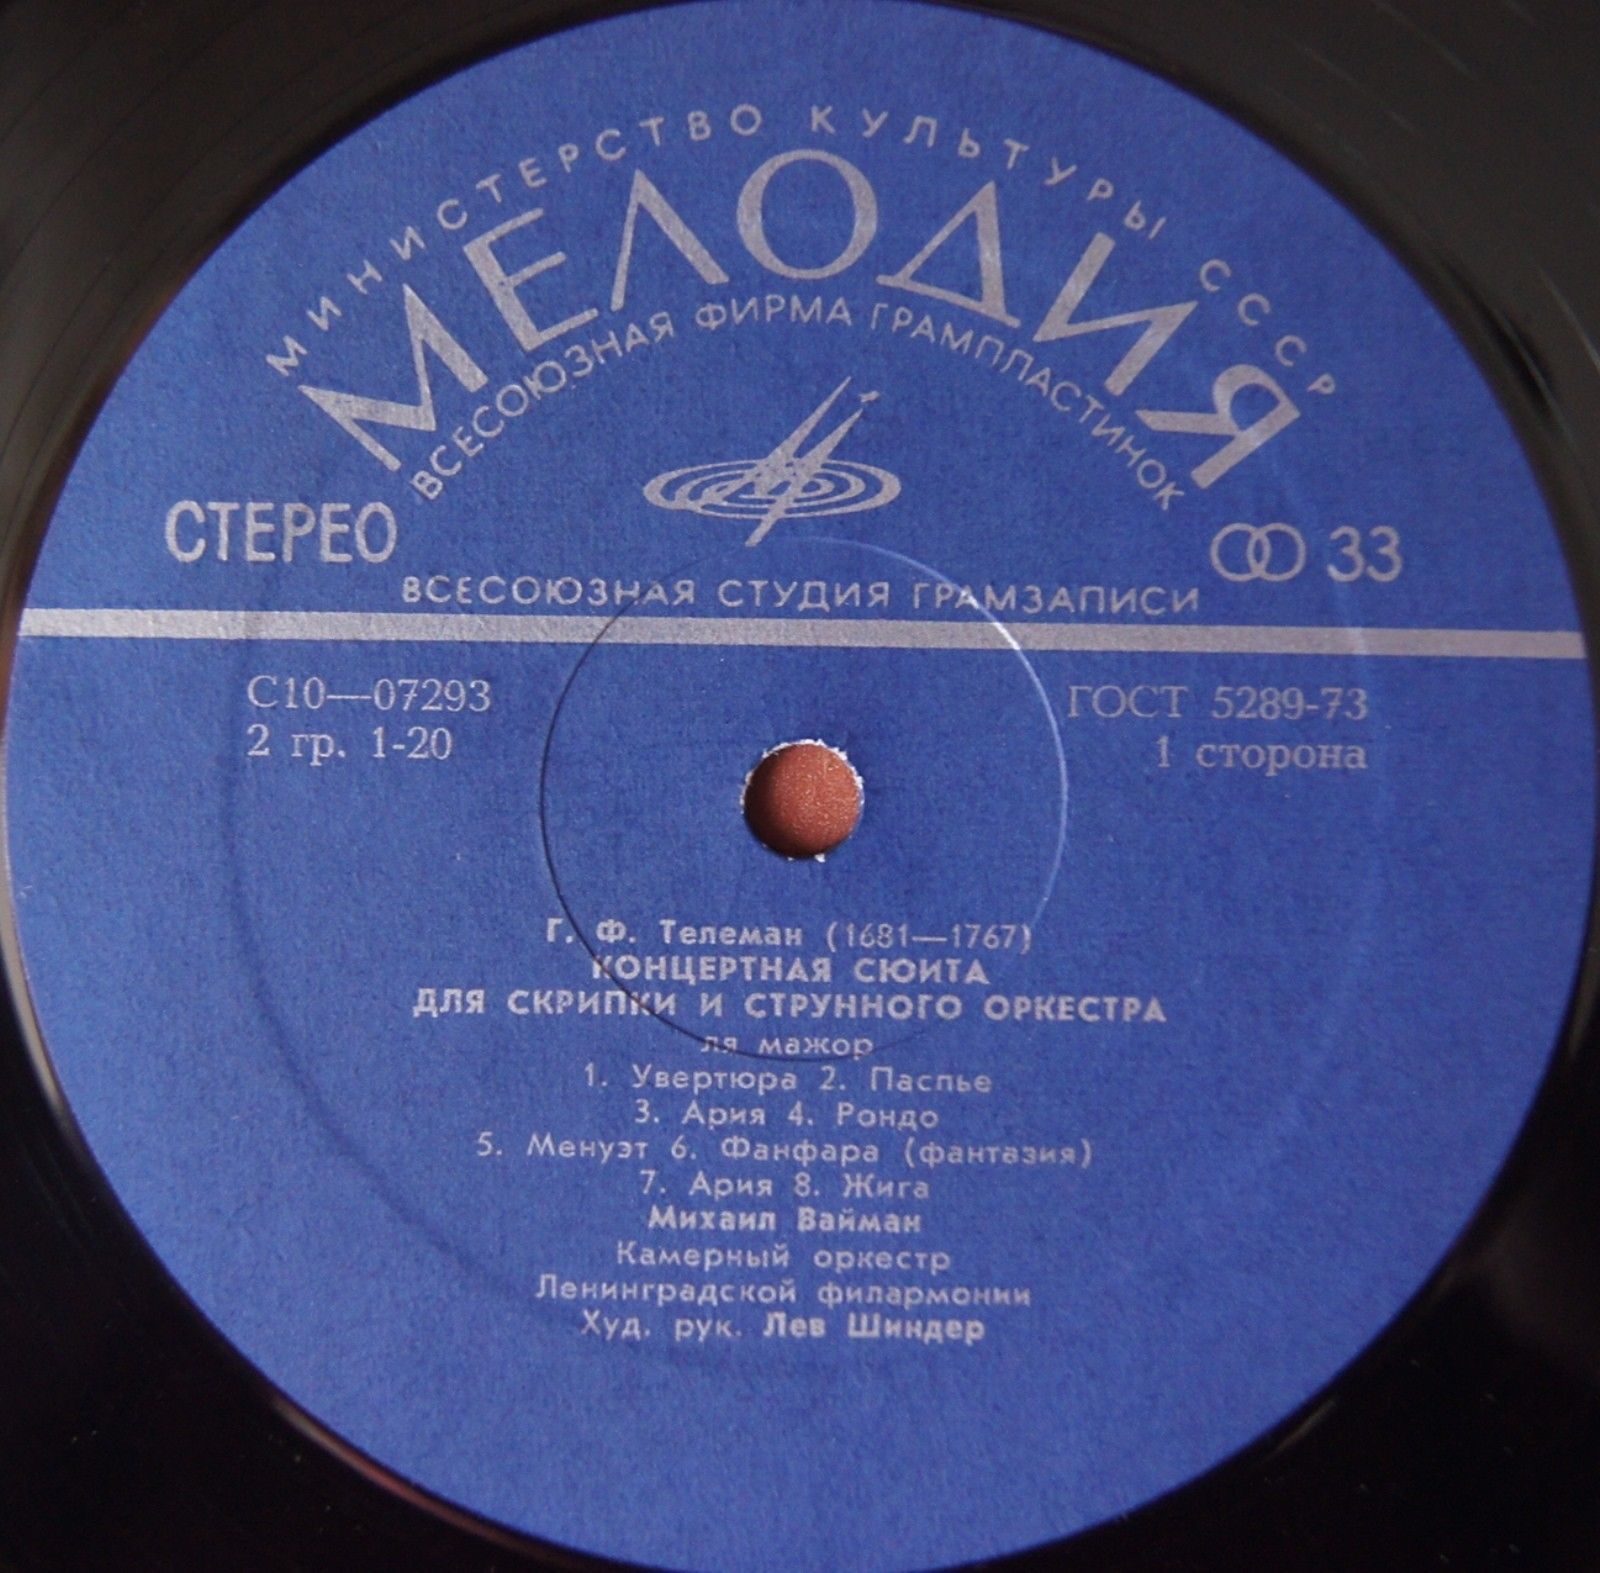 МИНИСТЕРСТВО КУЛЬТУРЫ СССР
МЕЛОДИЯ
ВСЕСОЮЗНАЯ ФИРМА ГРАМПЛАСТИНОК
СТЕРЕО
33
ВСЕСОЮЗНАЯ СТУДИЯ ГРАМЗАПИСИ
С10—07293
ГОСТ 5289-73
2 гр. 1-20
1 сторона
Г. Ф. Телеман (1681—1767)
КОНЦЕРТНАЯ СЮИТА
ДЛЯ СКРИПКИ И СТРУННОГО ОРКЕСТРА
ля мажор
1. Увертюра 2. Паспье
3. Ария 4. Рондо
5. Менуэт 6. Фанфара (фантазия)
7. Ария 8. Жига
Михаил Вайман
Камерный оркестр
Ленинградской филармонии
Худ. рук. Лев Шиндер